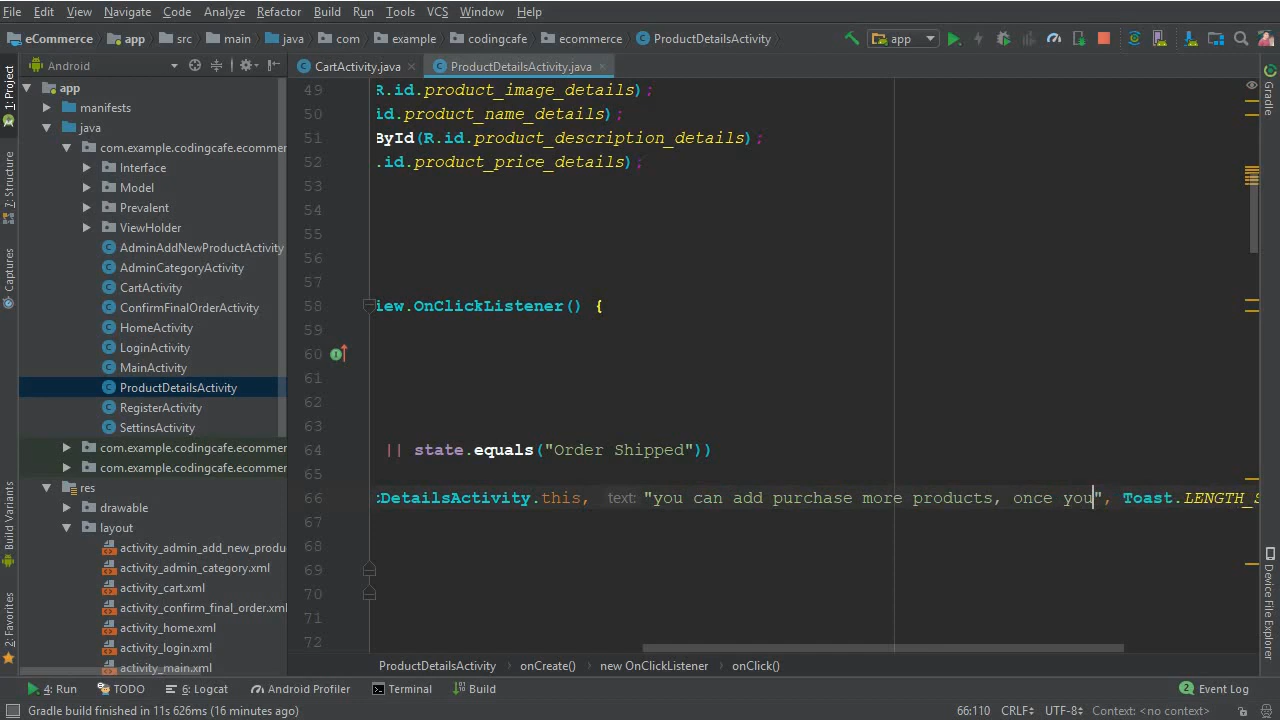 File Edit View Navigate Code Analyze Refactor Build Run Tools VCS Window Help
eCommerce app src main java com example codingcafe ecommerce ProductDetailsActivity app
Android CartActivity.java ProductDetailsActivity.java
1: Project
7: Structure
Captures
Build Variants
2: Favorites
app
manifests
java
com.example.codingcafe.ecommer
Interface
Model
Prevalent
ViewHolder
AdminAddNewProductActivity
AdminCategoryActivity
CartActivity
ConfirmFinalOrderActivity
HomeActivity
LoginActivity
MainActivity
ProductDetailsActivity
RegisterActivity
SettinsActivity
com.example.codingcafe.ecommer
com.example.codingcafe.ecommer
res
drawable
layout
activity_admin_add_new_produ
activity_admin_category.xml
activity_cart.xml
activity_confirm_final_order.xml
activity_home.xml
activity_login.xml
activity_main.xml
49 R.id.product_image_details);
50 id.product_name_details);
51 ById(R.id.product_description_details);
52 .id.product_price_details);
53
54
55
56
57
58 iew.OnClickListener() {
59
60
61
62
63
64 || state.equals("Order Shipped"))
65
66 tDetailsActivity.this, text: "you can add purchase more products, once you", Toast.LENGTH_S
67
68
69
70
71
72
Gradle
Device File Explorer
ProductDetailsActivity onCreate() new OnClickListener onClick()
4: Run TODO 6: Logcat Android Profiler Terminal Build 2 Event Log
Gradle build finished in 11s 626ms (16 minutes ago) 66:110 CRLF÷ UTF-8÷ Context: <no context>